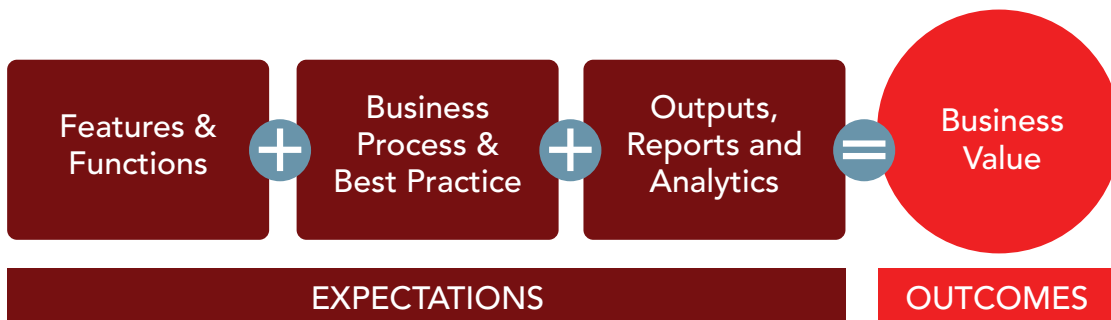 Features &
Functions
+
Business
Process &
Best Practice
+
Outputs,
Reports and
Analytics
=
Business
Value
EXPECTATIONS
OUTCOMES